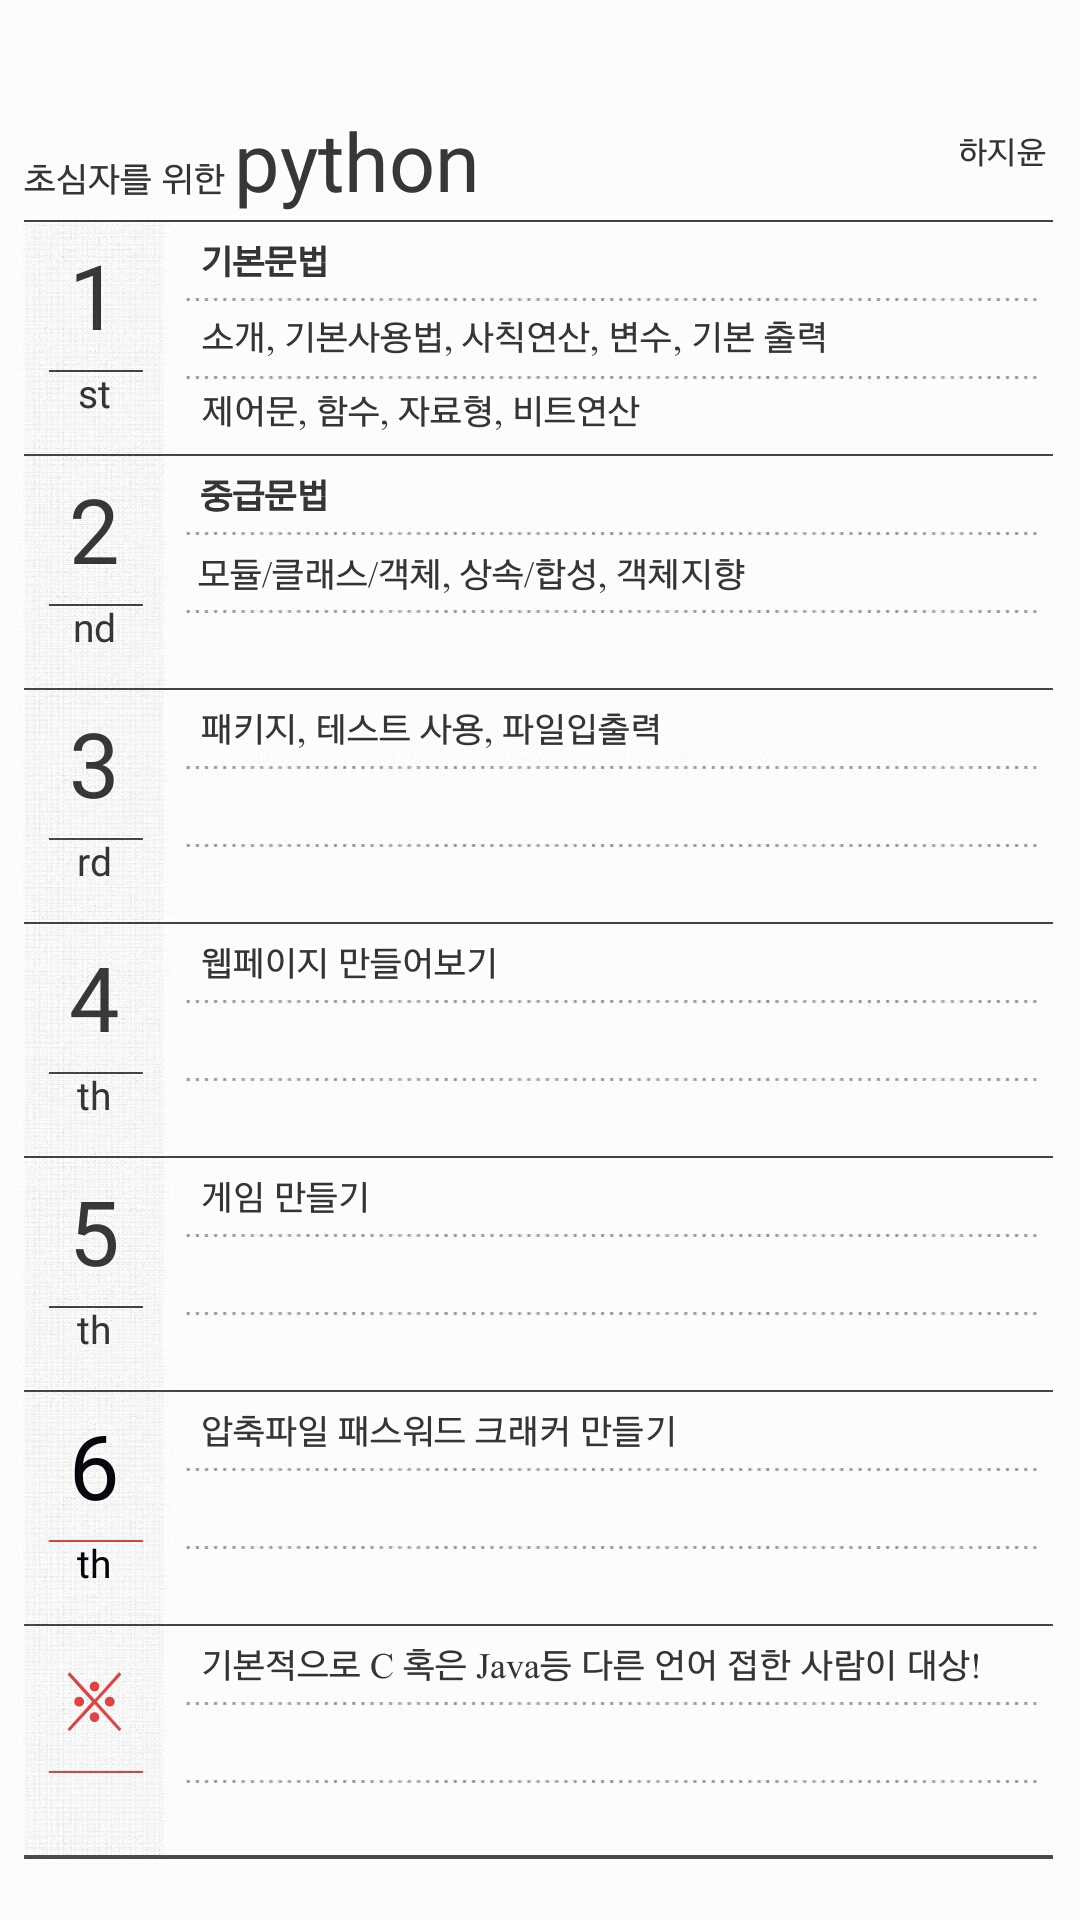 초심자를 위한 python
하지윤
1
st
기본문법
소개, 기본사용법, 사칙연산, 변수, 기본 출력
제어문, 함수, 자료형, 비트연산
2
nd
중급문법
모듈/클래스/객체, 상속/합성, 객체지향
3
rd
패키지, 테스트 사용, 파일입출력
4
th
웹페이지 만들어보기
5
th
게임 만들기
6
th
압축파일 패스워드 크래커 만들기
※
기본적으로 C 혹은 Java등 다른 언어 접한 사람이 대상!